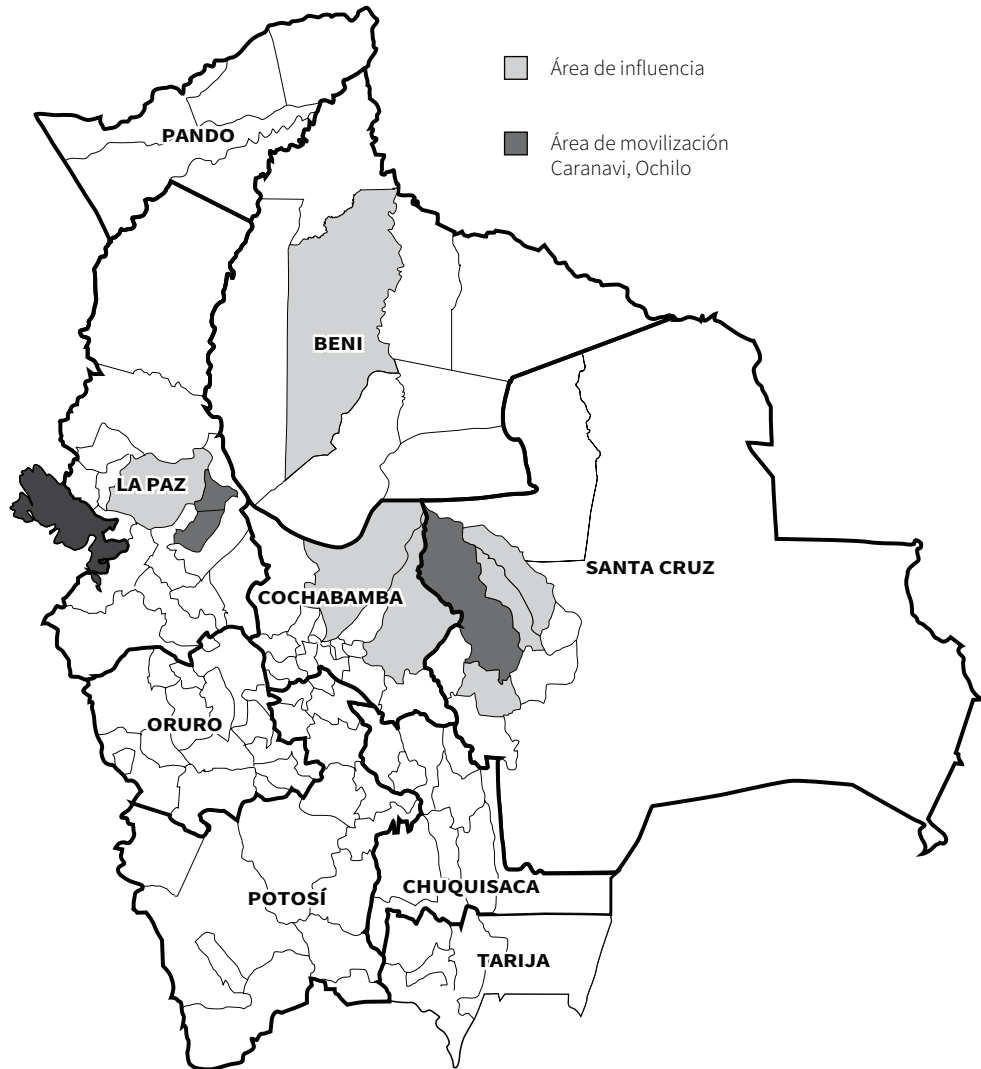 Área de influencia
Área de movilización
Caranavi, Ochilo
PANDO
BENI
LA PAZ
SANTA CRUZ
COCHABAMBA
ORURO
POTOSÍ
CHUQUISACA
TARIJA